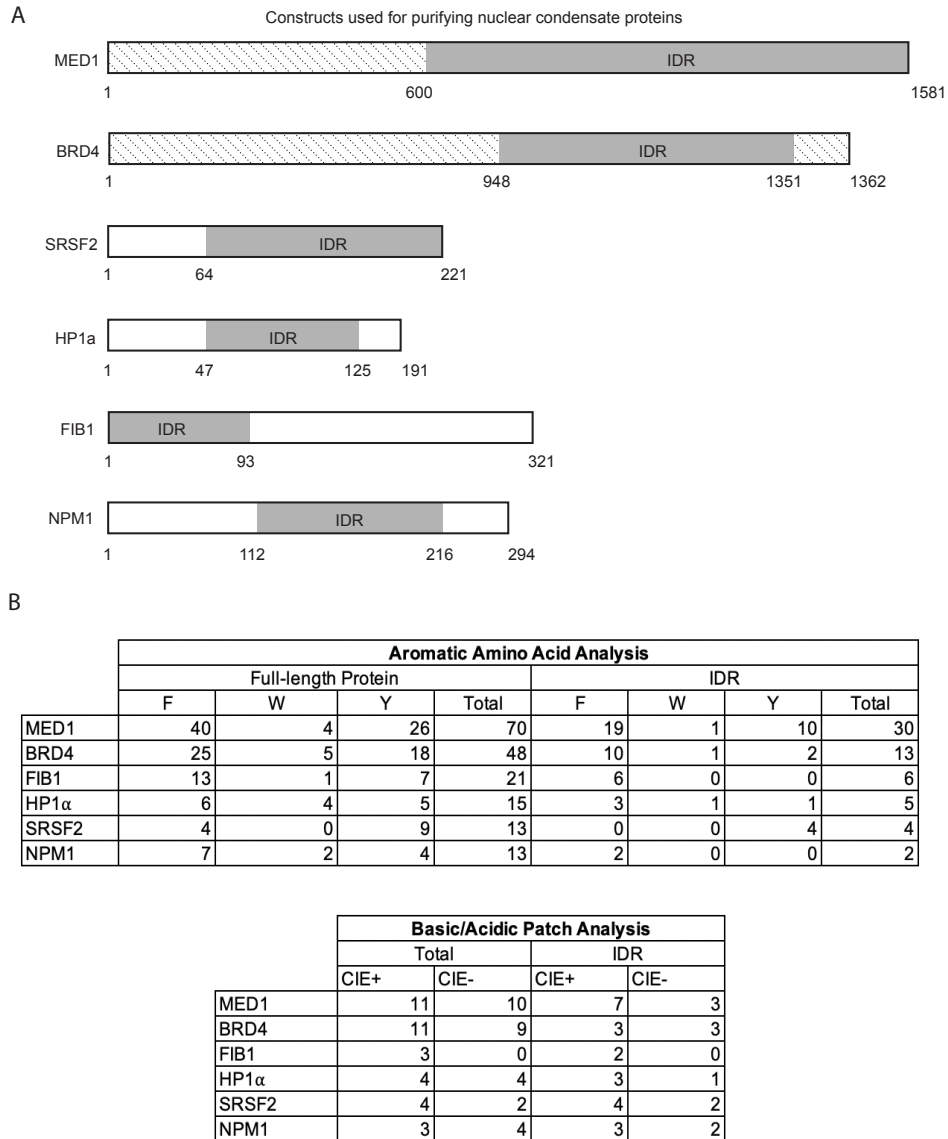 A
Constructs used for purifying nuclear condensate proteins
MED1 IDR
1 600 1581
BRD4 IDR
1 948 1351 1362
SRSF2 IDR
1 64 221
HP1a IDR
1 47 125 191
FIB1 IDR
1 93 321
NPM1 IDR
1 112 216 294
B
Aromatic Amino Acid Analysis
Full-length Protein IDR
F W Y Total F W Y Total
MED1 40 4 26 70 19 1 10 30
BRD4 25 5 18 48 10 1 2 13
FIB1 13 1 7 21 6 0 0 6
HP1α 6 4 5 15 3 1 1 5
SRSF2 4 0 9 13 0 0 4 4
NPM1 7 2 4 13 2 0 0 2
Basic/Acidic Patch Analysis
Total IDR
CIE+ CIE- CIE+ CIE-
MED1 11 10 7 3
BRD4 11 9 3 3
FIB1 3 0 2 0
HP1α 4 4 3 1
SRSF2 4 2 4 2
NPM1 3 4 3 2